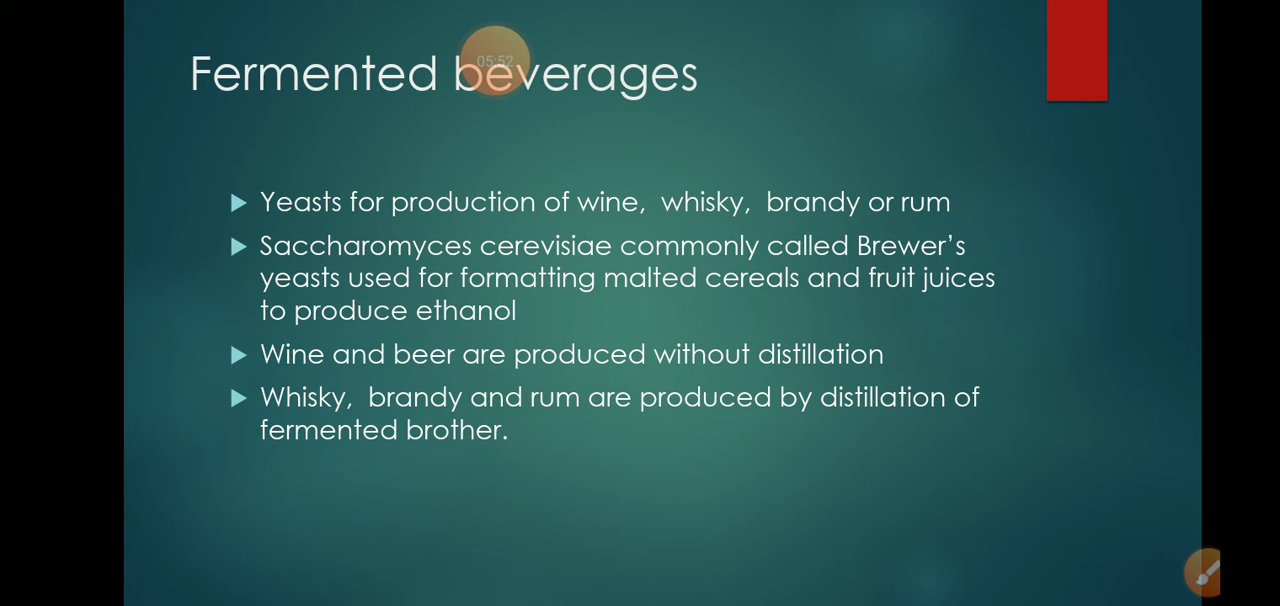 Fermented beverages
05:52
Yeasts for production of wine, whisky, brandy or rum
Saccharomyces cerevisiae commonly called Brewer's
yeasts used for formatting malted cereals and fruit juices
to produce ethanol
Wine and beer are produced without distillation
Whisky, brandy and rum are produced by distillation of
fermented brother.